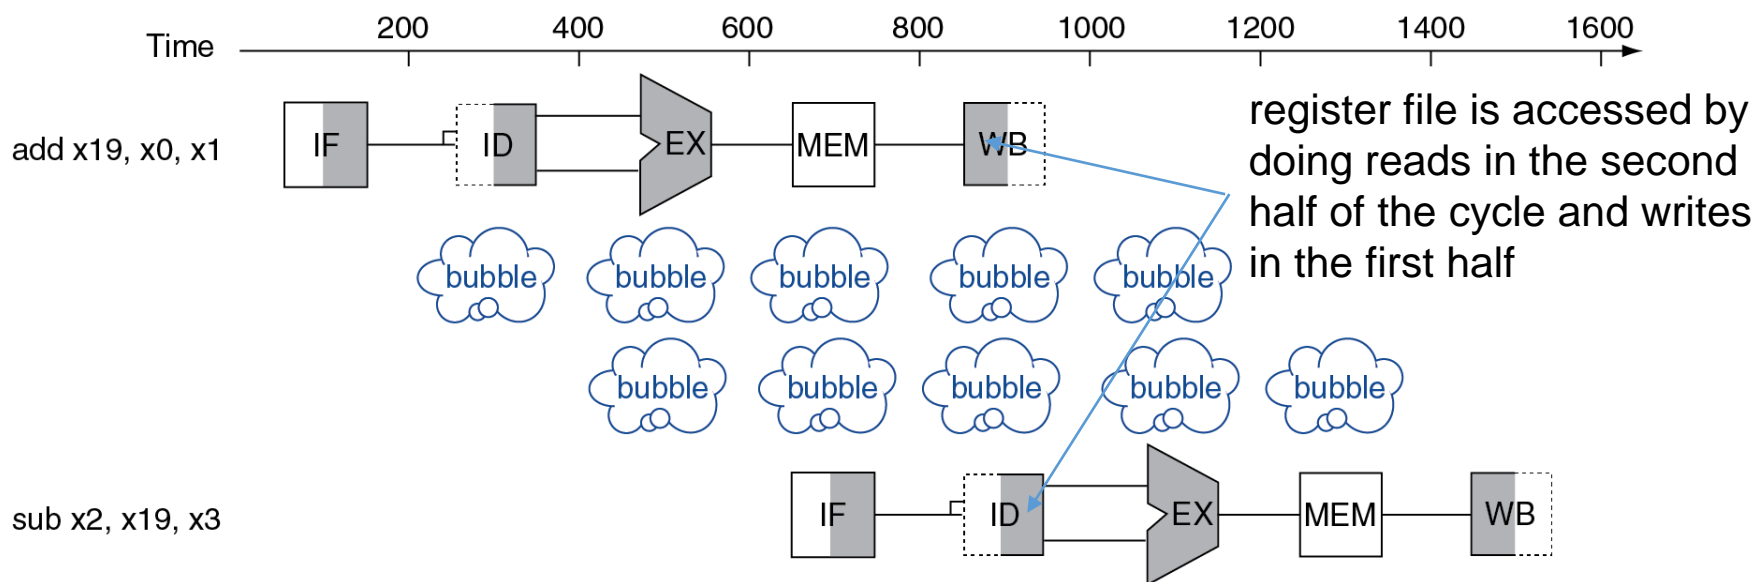 200 400 600 800 1000 1200 1400 1600
Time
register file is accessed by
add x19, x0, x1 IF ID EX MEM WB
doing reads in the second
half of the cycle and writes
in the first half
bubble bubble bubble bubble bubble
bubble bubble bubble bubble bubble
sub x2, x19, x3 IF ID EX MEM WB